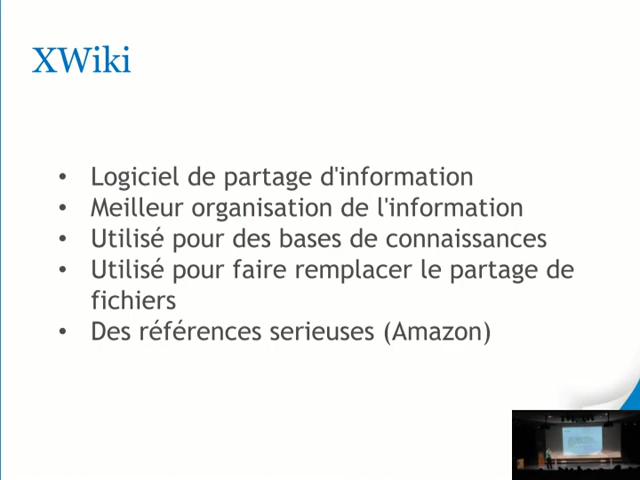 XWiki
• Logiciel de partage d'information
• Meilleur organisation de l'information
• Utilisé pour des bases de connaissances
• Utilisé pour faire remplacer le partage de
fichiers
• Des références serieuses (Amazon)